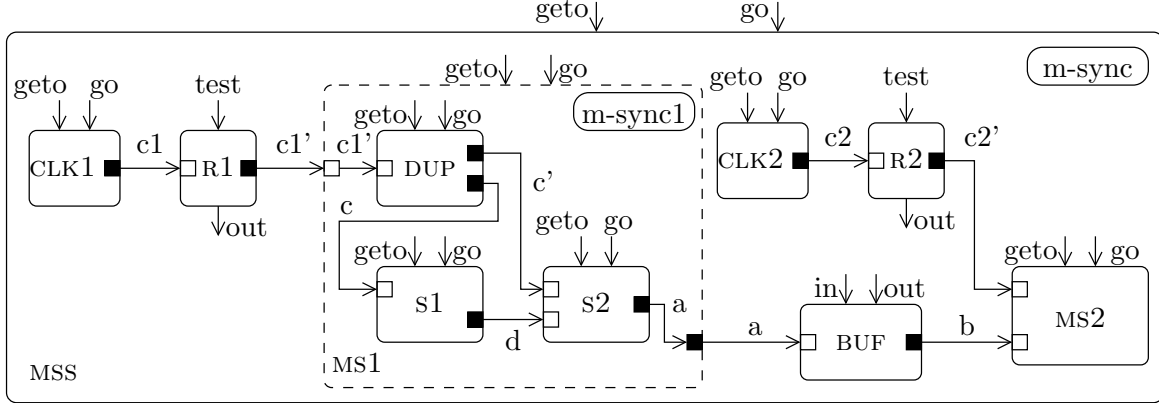 geto go
m-sync
geto go test geto go geto go test
m-sync1
geto go
CLK1 c1 R1 c1' c1' DUP c' CLK2 c2 R2 c2'
c
out out
geto go geto go geto go
in out
S1 S2 a MS2
d a BUF b
MS1
MSS